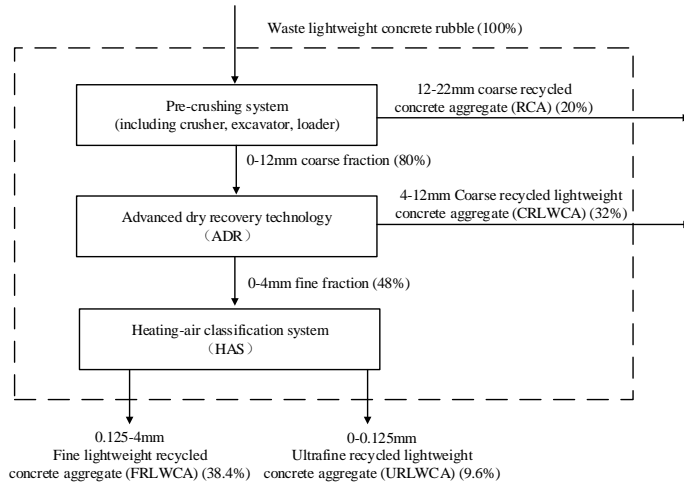 Waste lightweight concrete rubble (100%)
Pre-crushing system
(including crusher, excavator, loader)
12-22mm coarse recycled
concrete aggregate (RCA) (20%)
0-12mm coarse fraction (80%)
Advanced dry recovery technology
（ADR）
4-12mm Coarse recycled lightweight
concrete aggregate (CRLWCA) (32%)
0-4mm fine fraction (48%)
Heating-air classification system
（HAS）
0.125-4mm
Fine lightweight recycled
concrete aggregate (FRLWCA) (38.4%)
0-0.125mm
Ultrafine recycled lightweight
concrete aggregate (URLWCA) (9.6%)